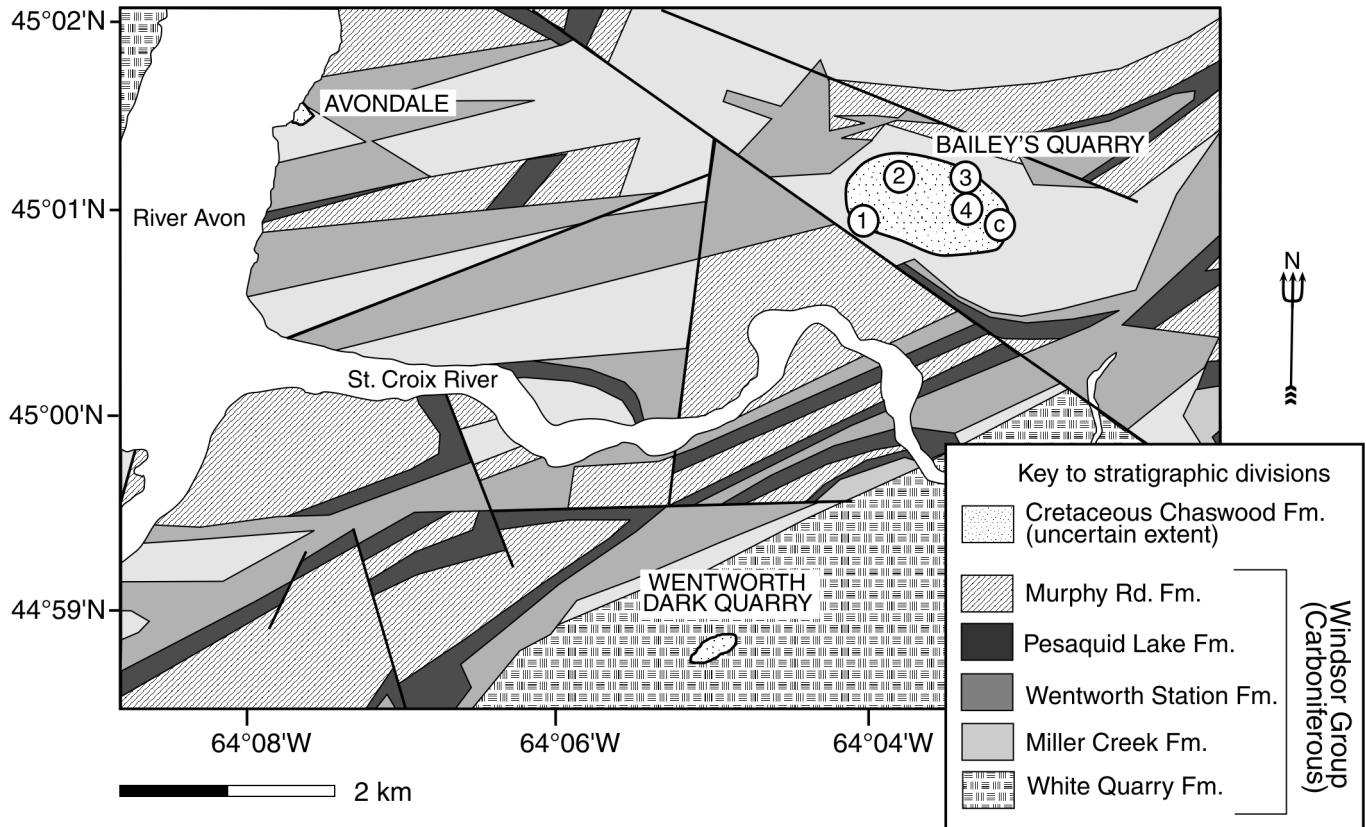 45°02'N
AVONDALE
BAILEY'S QUARRY
2
3
45°01'N
River Avon
1
4
c
N
St. Croix River
45°00'N
Key to stratigraphic divisions
Cretaceous Chaswood Fm.
(uncertain extent)
WENTWORTH
DARK QUARRY
Murphy Rd. Fm.
44°59'N
Pesaquid Lake Fm.
Wentworth Station Fm.
Miller Creek Fm.
White Quarry Fm.
Windsor Group
(Carboniferous)
64°08'W
64°06'W
64°04'W
2 km